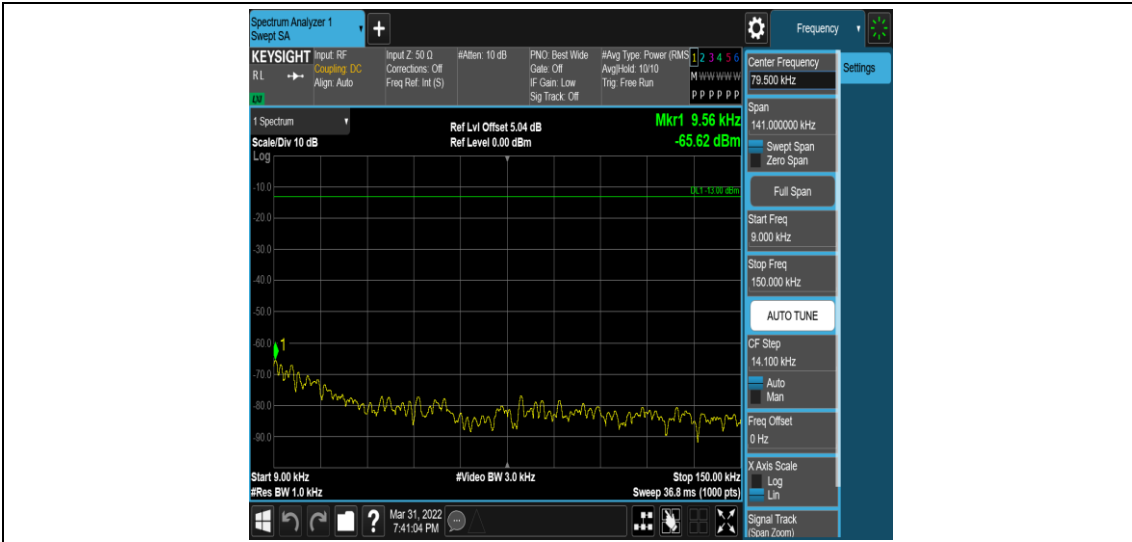 Spectrum Analyzer 1
Swept SA
+
Frequency
KEYSIGHT Input: RF Input Z: 50 Ω #Atten: 10 dB PNO: Best Wide #Avg Type: Power (RMS 1 2 3 4 5 6
RL Coupling: DC Corrections: Off Gate: Off Avg|Hold: 10/10 M W W W W W
Align: Auto Freq Ref: Int (S) IF Gain: Low Trig: Free Run
Sig Track: Off P P P P P P
1 Spectrum
Scale/Div 10 dB
Ref Lvl Offset 5.04 dB
Ref Level 0.00 dBm
Mkr1 9.56 kHz
-65.62 dBm
Log
-10.0
DL1 -13.00 dBm
-20.0
-30.0
-40.0
-50.0
-60.0
1
-70.0
-80.0
-90.0
Start 9.00 kHz #Video BW 3.0 kHz Stop 150.00 kHz
#Res BW 1.0 kHz Sweep 36.8 ms (1000 pts)
Mar 31, 2022
7:41:04 PM
Center Frequency
79.500 kHz
Settings
Span
141.000000 kHz
Swept Span
Zero Span
Full Span
Start Freq
9.000 kHz
Stop Freq
150.000 kHz
AUTO TUNE
CF Step
14.100 kHz
Auto
Man
Freq Offset
0 Hz
X Axis Scale
Log
Lin
Signal Track
(Span Zoom)